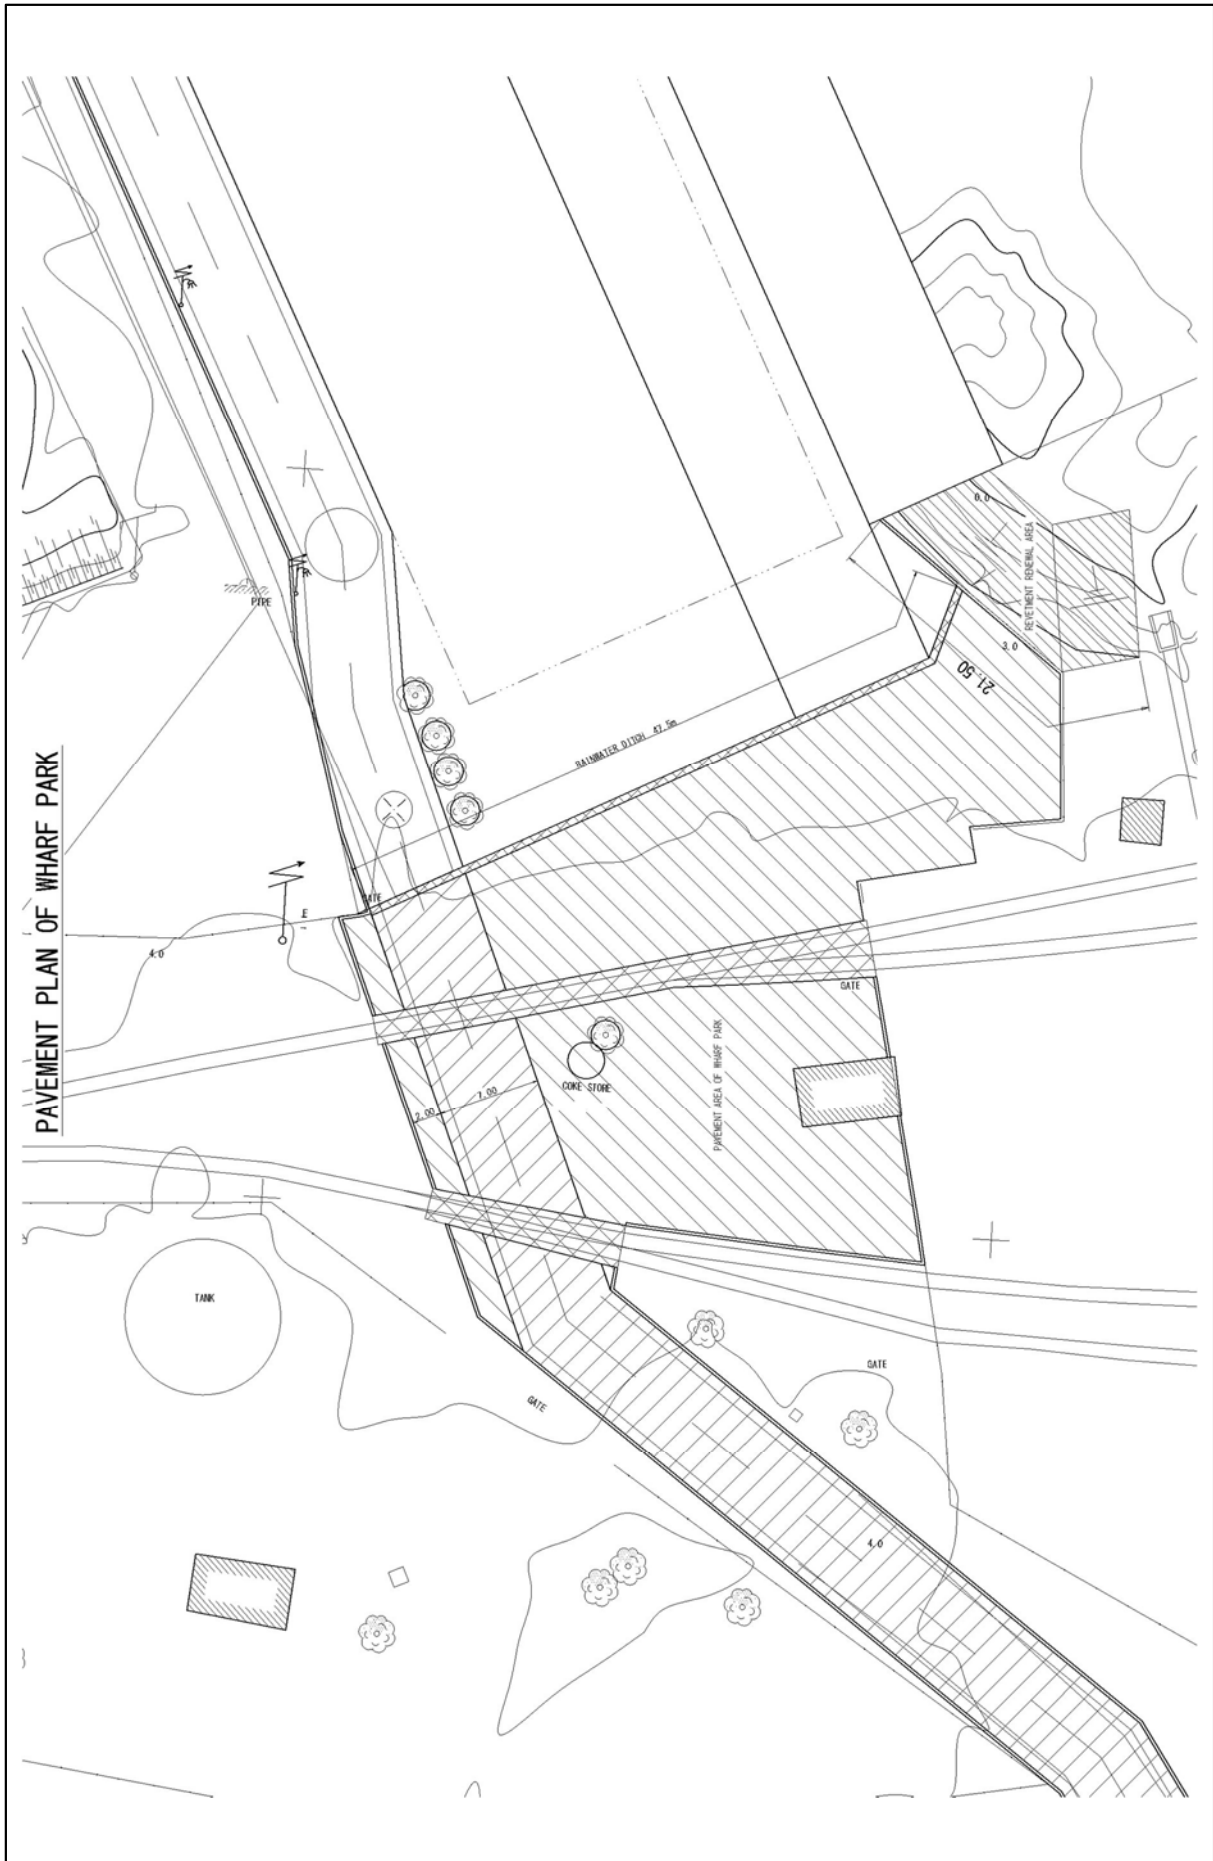 PAVEMENT PLAN OF WHARF PARK
0.0
REVETMENT RENEWAL AREA
PIPE
3.0
21.50
RAINWATER DITCH 47.5m
GATE
4.0
GATE
PAVEMENT AREA OF WHARF PARK
COKE STORE
2.00
7.00
TANK
GATE
GATE
4.0